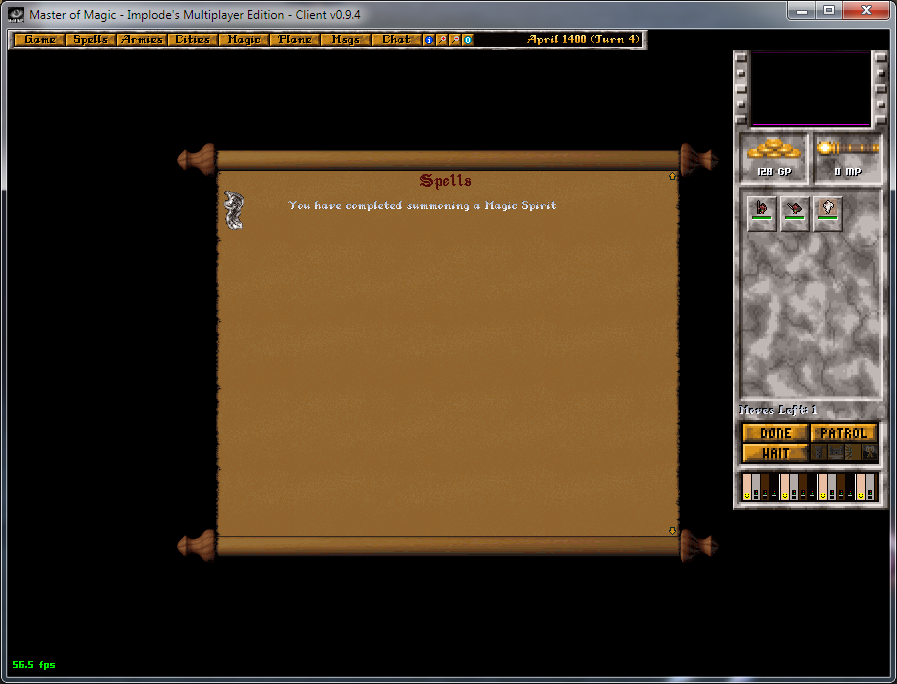 Master of Magic - Implode's Multiplayer Edition - Client v0.9.4
Game Spells Armies Cities Magic Plane Msgs Chat April 1400 (Turn 4)
128 GP 0 MP
Spells
You have completed summoning a Magic Spirit
Moves Left: 1
DONE PATROL
WAIT
56.5 fps